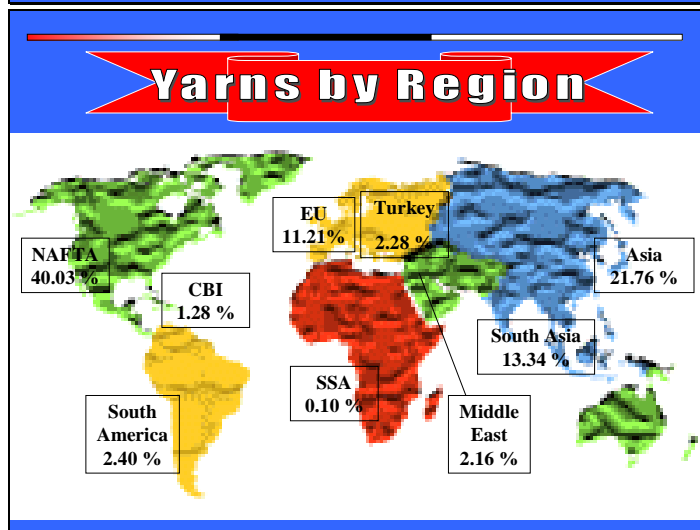 Yarns by Region
NAFTA
40.03 %
CBI
1.28 %
South
America
2.40 %
EU
11.21%
Turkey
2.28 %
SSA
0.10 %
Middle
East
2.16 %
South Asia
13.34 %
Asia
21.76 %